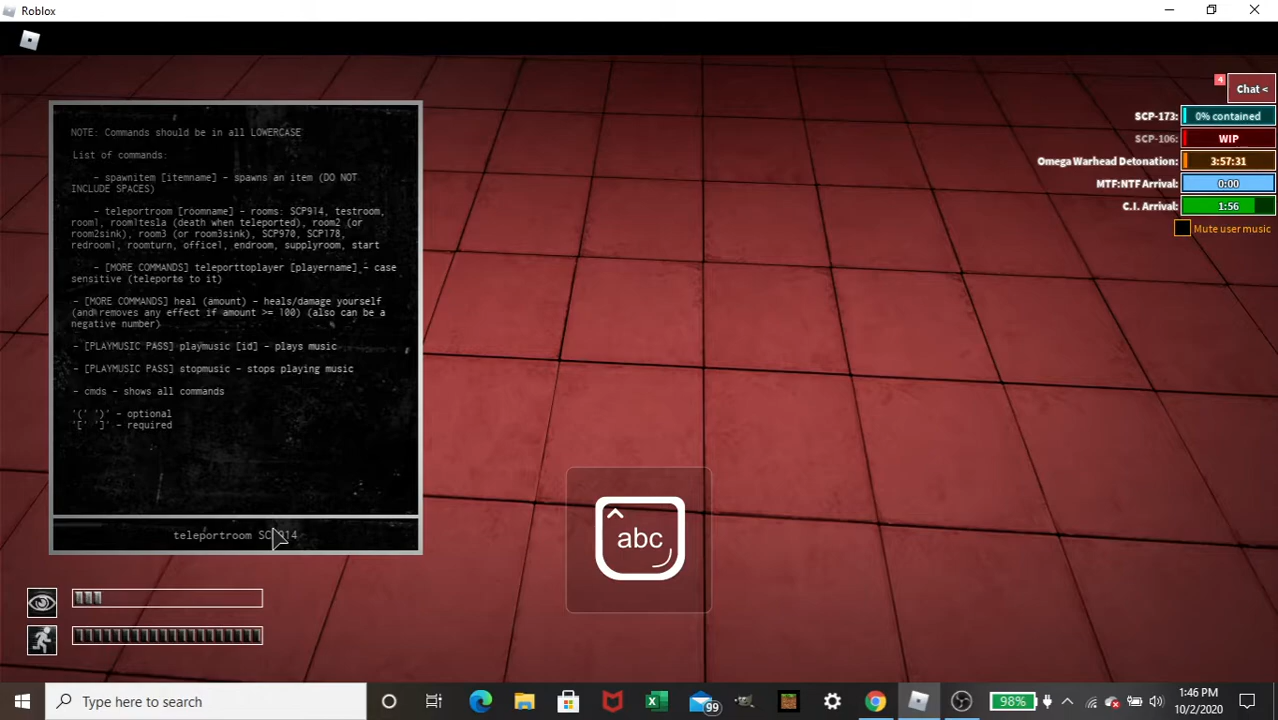 Roblox
4
Chat <
SCP-173: 0% contained
SCP-106: WIP
Omega Warhead Detonation: 3:57:31
MTF:NTF Arrival: 0:00
C.I. Arrival: 1:56
Mute user music
NOTE: Commands should be in all LOWERCASE
List of commands:
- spawnitem [itemname] - spawns an item (DO NOT
INCLUDE SPACES)
- teleportroom [roomname] - rooms: SCP914, testroom,
room1, room1tesla (death when teleported), room2 (or
room2sink), room3 (or room3sink), SCP970, SCP178,
redroom1, roomturn, office1, endroom, supplyroom, start
- [MORE COMMANDS] teleporttoplayer [playername] - case
sensitive (teleports to it)
- [MORE COMMANDS] heal (amount) - heals/damage yourself
(and removes any effect if amount >= 100) (also can be a
negative number)
- [PLAYMUSIC PASS] playmusic [id] - plays music
- [PLAYMUSIC PASS] stopmusic - stops playing music
- cmds - shows all commands
'(' ')' - optional
'[' ']' - required
teleportroom SCP914
abc
Type here to search
99
98%
1:46 PM
10/2/2020